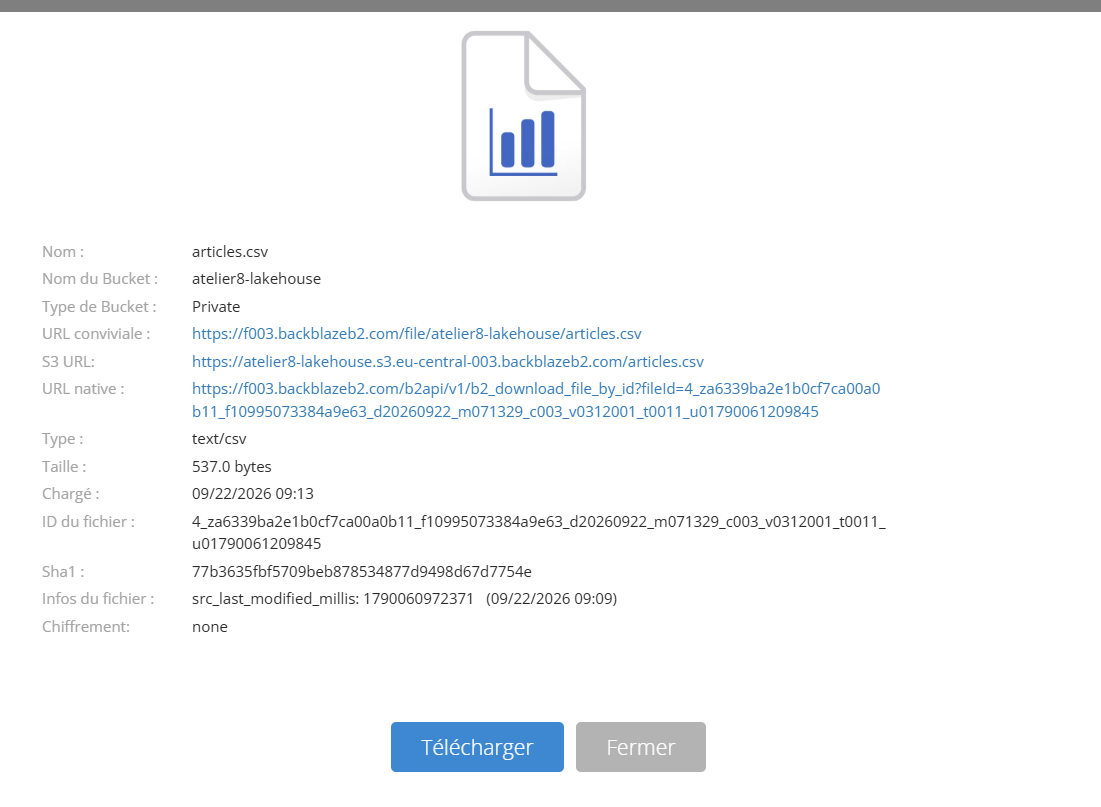 Nom : articles.csv
Nom du Bucket : atelier8-lakehouse
Type de Bucket : Private
URL conviviale : https://f003.backblazeb2.com/file/atelier8-lakehouse/articles.csv
S3 URL: https://atelier8-lakehouse.s3.eu-central-003.backblazeb2.com/articles.csv
URL native : https://f003.backblazeb2.com/b2api/v1/b2_download_file_by_id?fileId=4_za6339ba2e1b0cf7ca00a0
b11_f10995073384a9e63_d20260922_m071329_c003_v0312001_t0011_u01790061209845
Type : text/csv
Taille : 537.0 bytes
Chargé : 09/22/2026 09:13
ID du fichier : 4_za6339ba2e1b0cf7ca00a0b11_f10995073384a9e63_d20260922_m071329_c003_v0312001_t0011_
u01790061209845
Sha1 : 77b3635fbf5709beb878534877d9498d67d7754e
Infos du fichier : src_last_modified_millis: 1790060972371 (09/22/2026 09:09)
Chiffrement: none
Télécharger Fermer